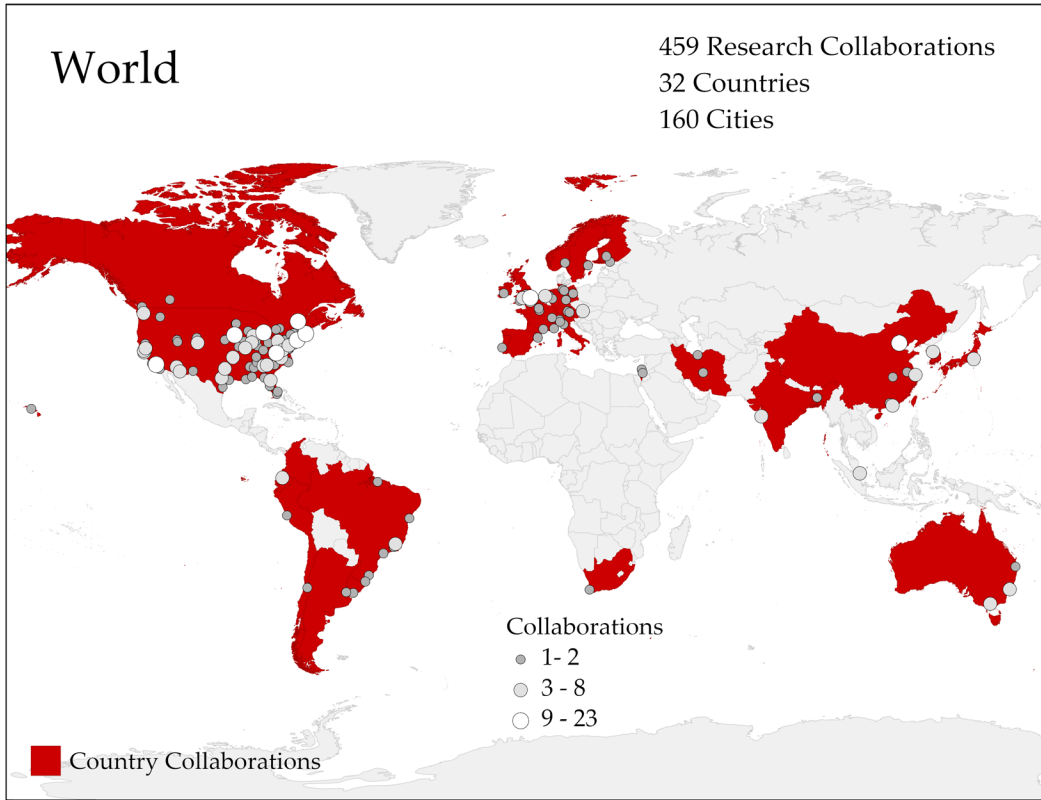 World
459 Research Collaborations
32 Countries
160 Cities
Collaborations
1- 2
3 - 8
9 - 23
Country Collaborations